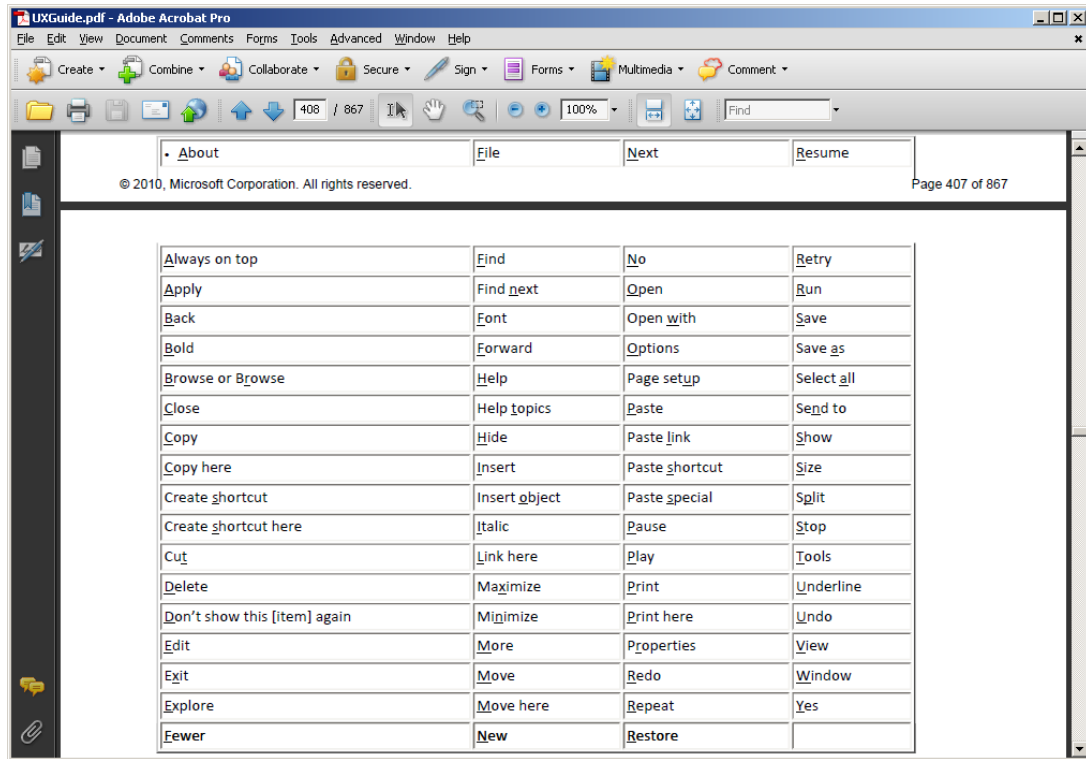 UXGuide.pdf - Adobe Acrobat Pro
File Edit View Document Comments Forms Tools Advanced Window Help
Create Combine Collaborate Secure Sign Forms Multimedia Comment
408 / 867 100% Find
• About File Next Resume
© 2010, Microsoft Corporation. All rights reserved. Page 407 of 867
Always on top Find No Retry
Apply Find next Open Run
Back Font Open with Save
Bold Forward Options Save as
Browse or Browse Help Page setup Select all
Close Help topics Paste Send to
Copy Hide Paste link Show
Copy here Insert Paste shortcut Size
Create shortcut Insert object Paste special Split
Create shortcut here Italic Pause Stop
Cut Link here Play Tools
Delete Maximize Print Underline
Don't show this [item] again Minimize Print here Undo
Edit More Properties View
Exit Move Redo Window
Explore Move here Repeat Yes
Fewer New Restore